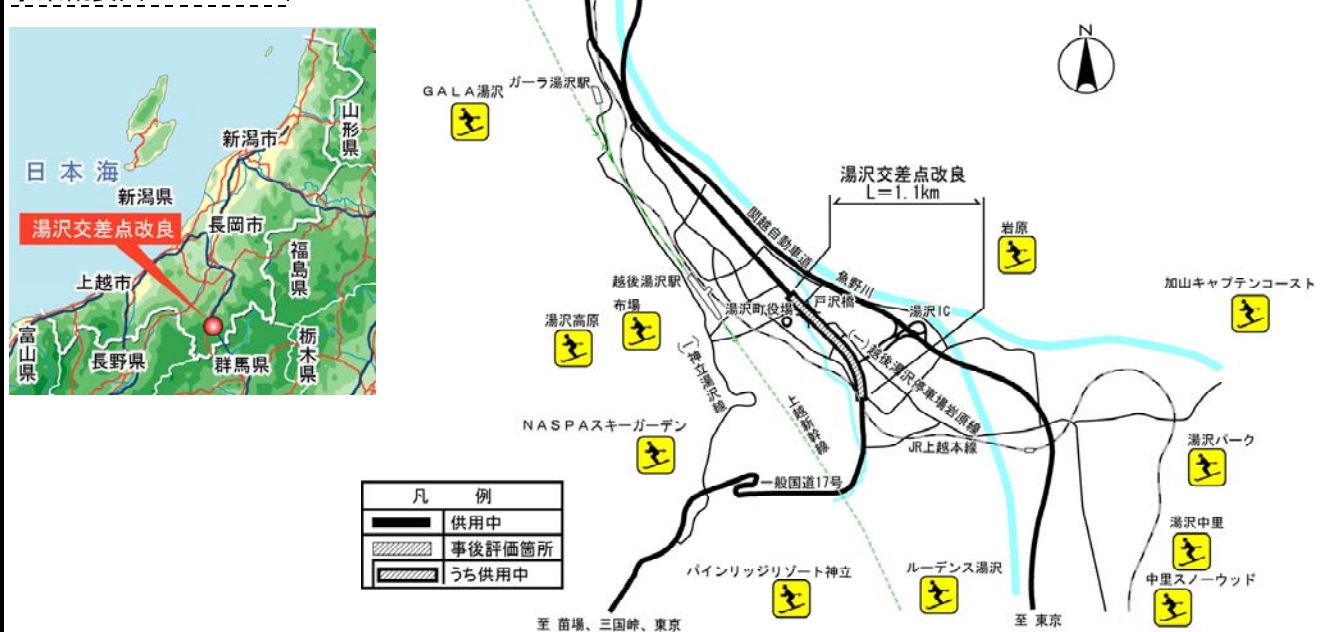 新潟市
山形県
日本海
新潟県
湯沢交差点改良
長岡市
福島県
上越市
富山県
長野県
群馬県
栃木県
N
GALA湯沢
ガーラ湯沢駅
湯沢交差点改良
L=1.1km
関越自動車道
魚野川
岩原
加山キャプテンコースト
越後湯沢駅
布場
湯沢高原
湯沢町役場
戸沢橋
湯沢IC
(一)神立湯沢線
(一)越後湯沢停車場岩原線
上越新幹線
NASPAスキーガーデン
JR上越本線
湯沢パーク
一般国道17号
凡 例
供用中
事後評価箇所
うち供用中
湯沢中里
パインリッジリゾート神立
ルーデンス湯沢
中里スノーウッド
至 苗場、三国峠、東京
至 東京